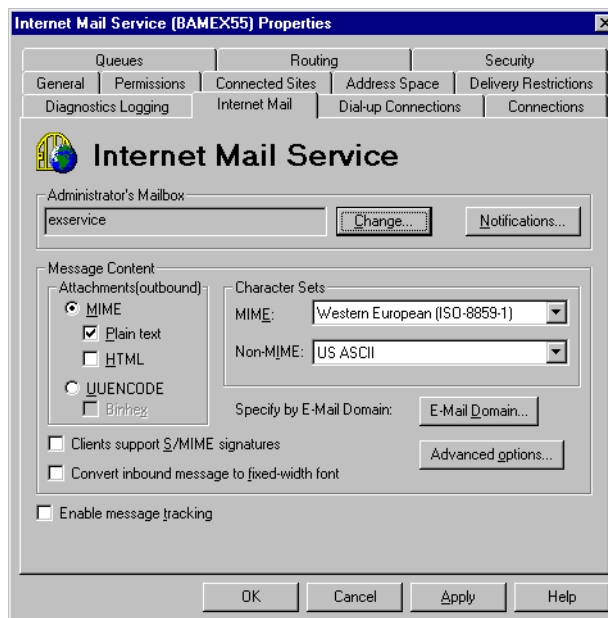 Internet Mail Service (BAMEX55) Properties
Queues Routing Security
General Permissions Connected Sites Address Space Delivery Restrictions
Diagnostics Logging Internet Mail Dial-up Connections Connections
Internet Mail Service
Administrator's Mailbox
exservice Change... Notifications...
Message Content
Attachments(outbound) Character Sets
MIME MIME: Western European (ISO-8859-1)
Plain text
HTML Non-MIME: US ASCII
UUENCODE
Binhex Specify by E-Mail Domain: E-Mail Domain...
Clients support S/MIME signatures Advanced options...
Convert inbound message to fixed-width font
Enable message tracking
OK Cancel Apply Help